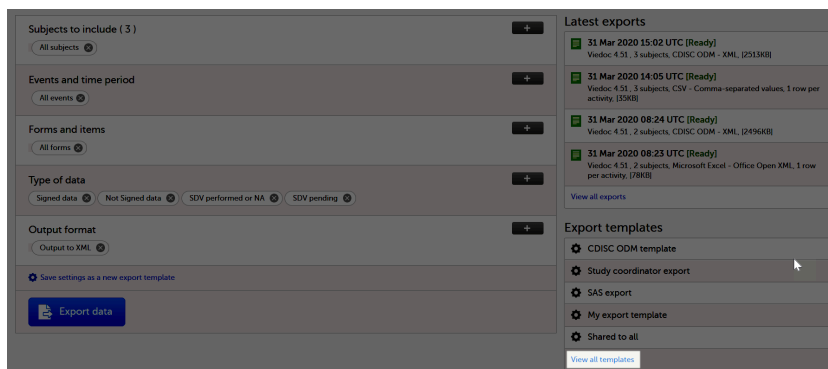 Subjects to include ( 3 )
All subjects
Events and time period
All events
Forms and items
All forms
Type of data
Signed data
Not Signed data
SDV performed or NA
SDV pending
Output format
Output to XML
Save settings as a new export template
Export data
Latest exports
31 Mar 2020 15:02 UTC [Ready]
Viedoc 4.51 , 3 subjects, CDISC ODM - XML, [2513KB]
31 Mar 2020 14:05 UTC [Ready]
Viedoc 4.51 , 3 subjects, CSV - Comma-separated values, 1 row per
activity, [35KB]
31 Mar 2020 08:24 UTC [Ready]
Viedoc 4.51 , 2 subjects, CDISC ODM - XML, [2496KB]
31 Mar 2020 08:23 UTC [Ready]
Viedoc 4.51 , 2 subjects, Microsoft Excel - Office Open XML, 1 row
per activity, [78KB]
View all exports
Export templates
CDISC ODM template
Study coordinator export
SAS export
My export template
Shared to all
View all templates